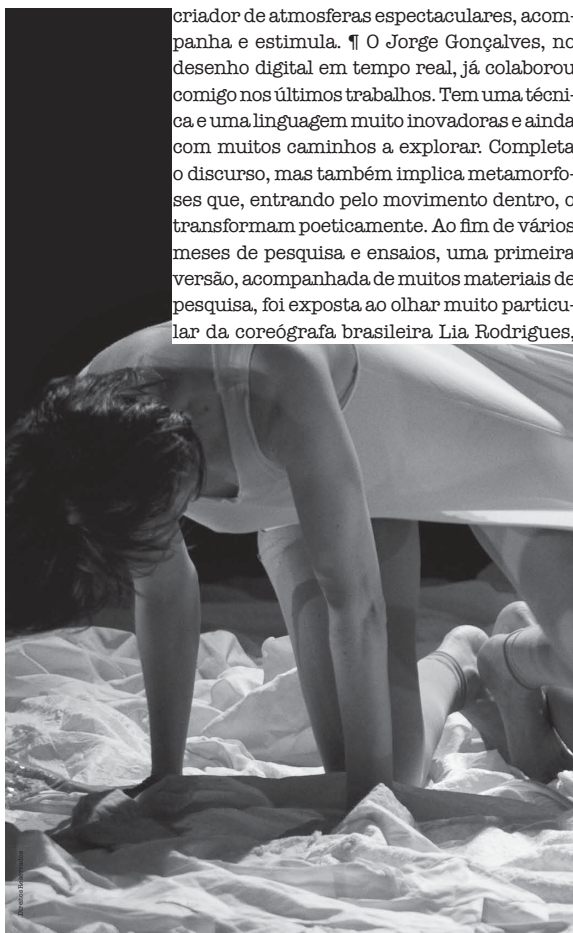 criador de atmosferas espectaculares, acom-
panha e estimula. ¶ O Jorge Gonçalves, no
desenho digital em tempo real, já colaborou
comigo nos últimos trabalhos. Tem uma técni-
ca e uma linguagem muito inovadoras e ainda
com muitos caminhos a explorar. Completa
o discurso, mas também implica metamorfo-
ses que, entrando pelo movimento dentro, o
transformam poeticamente. Ao fim de vários
meses de pesquisa e ensaios, uma primeira
versão, acompanhada de muitos materiais de
pesquisa, foi exposta ao olhar muito particu-
lar da coreógrafa brasileira Lia Rodrigues,
Direitos Reservados